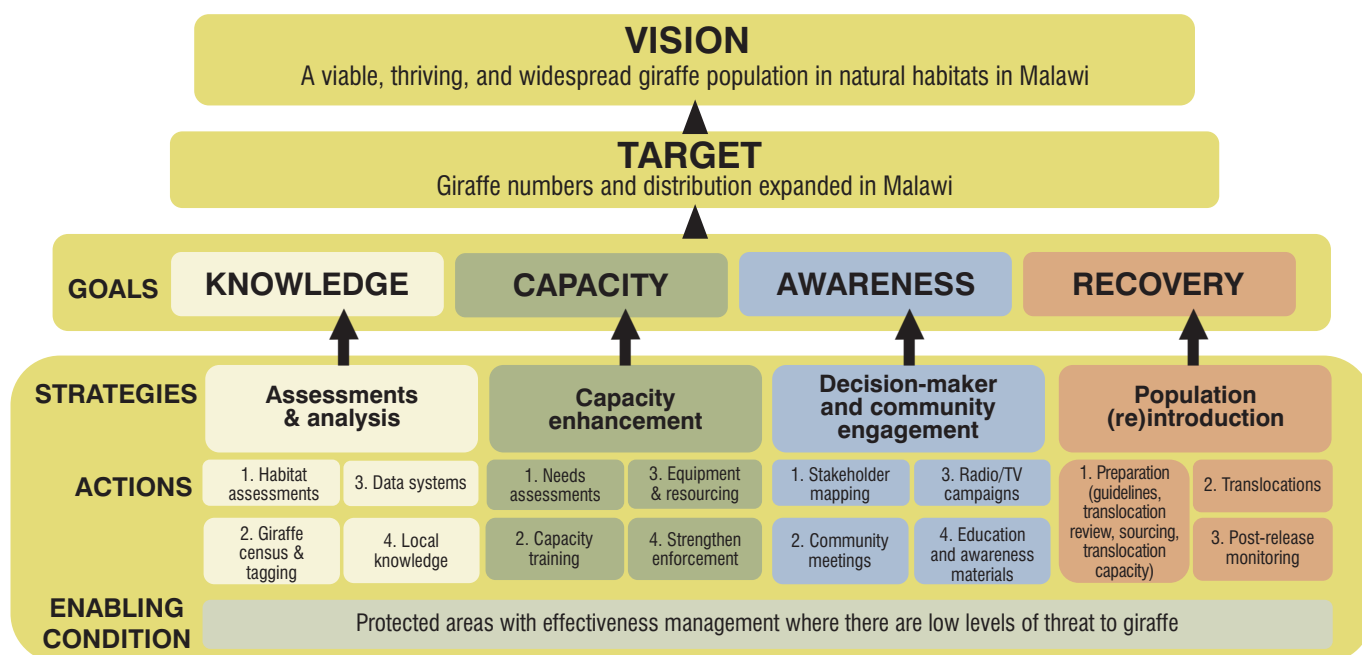 VISION
A viable, thriving, and widespread giraffe population in natural habitats in Malawi
TARGET
Giraffe numbers and distribution expanded in Malawi
GOALS
KNOWLEDGE
CAPACITY
AWARENESS
RECOVERY
STRATEGIES
Assessments
& analysis
Capacity
enhancement
Decision-maker
and community
engagement
Population
(re)introduction
ACTIONS
1. Habitat
assessments
3. Data systems
2. Giraffe
census &
tagging
4. Local
knowledge
1. Needs
assessments
3. Equipment
& resourcing
2. Capacity
training
4. Strengthen
enforcement
1. Stakeholder
mapping
3. Radio/TV
campaigns
2. Community
meetings
4. Education
and awareness
materials
1. Preparation
(guidelines,
translocation
review, sourcing,
translocation
capacity)
2. Translocations
3. Post-release
monitoring
ENABLING
CONDITION
Protected areas with effectiveness management where there are low levels of threat to giraffe